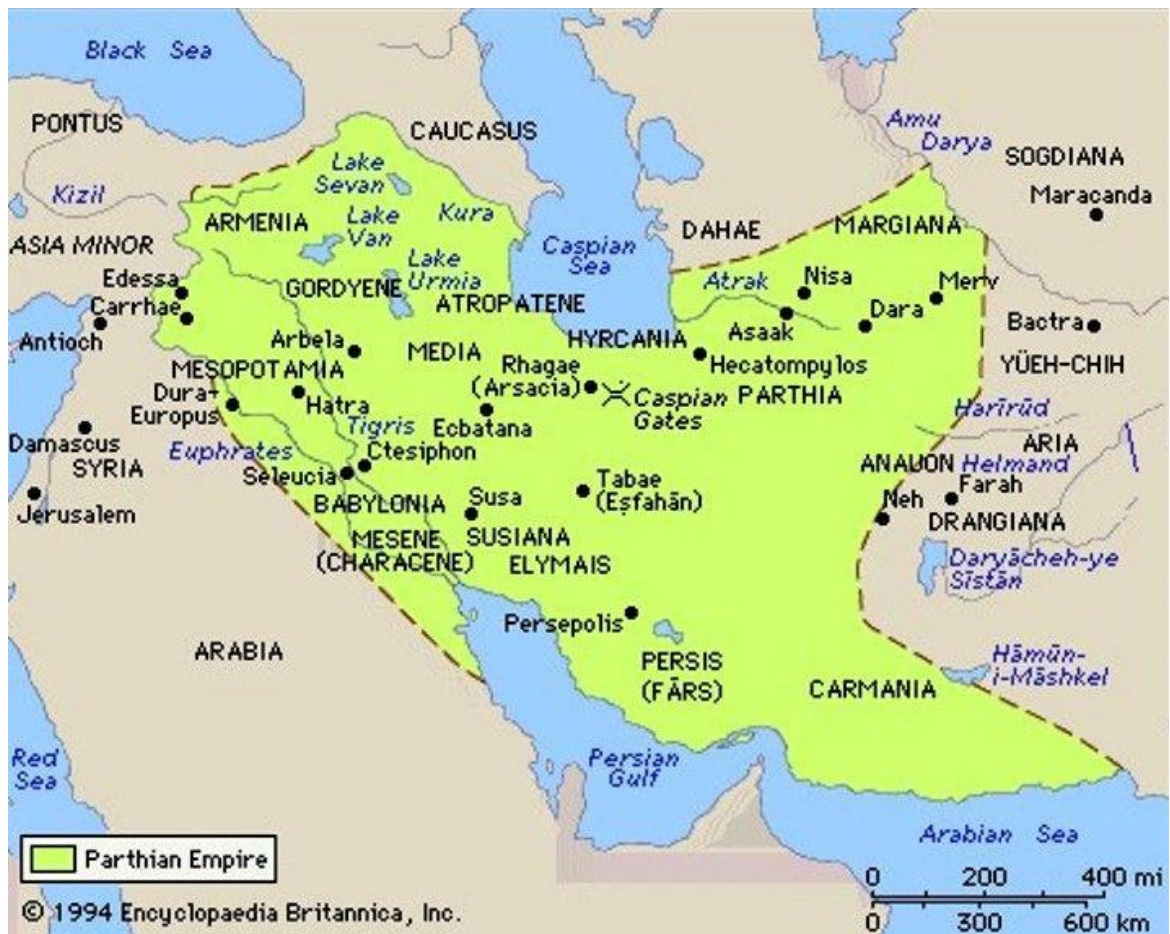 Black Sea
PONTUS
CAUCASUS
Amu
Darya
SOGDIANA
Maracanda
Kizil
Lake
Sevan
ARMENIA
Lake
Van
Kura
DAHAE
MARGIANA
ASIA MINOR
Caspian
Sea
Edessa
Lake
Urmia
GORDYENE
ATROPATENE
Atrak
Nisa
Merv
Carrhae
Antioch
Asaak
Dara
Bactra
Arbela
MEDIA
HYRCANIA
Hecatompylos
YÜEH-CHIH
MESOPOTAMIA
Rhagae
(Arsacia)
Caspian
Gates
PARTHIA
Dura-
Europus
Hatra
Tigris
Ecbatana
Harīrūd
Damascus
SYRIA
Euphrates
Ctesiphon
ARIA
ANAUON
Helmand
Seleucia
Tabae
(Eṣfahān)
Neh
Farah
Jerusalem
BABYLONIA
Susa
DRANGIANA
MESENE
(CHARACENE)
SUSIANA
ELYMAIS
Daryācheh-ye
Sīstān
Persepolis
ARABIA
PERSIS
(FĀRS)
CARMANIA
Hāmūn-
i-Māshkel
Red
Sea
Persian
Gulf
Arabian Sea
Parthian Empire
0 200 400 mi
0 300 600 km
© 1994 Encyclopaedia Britannica, Inc.